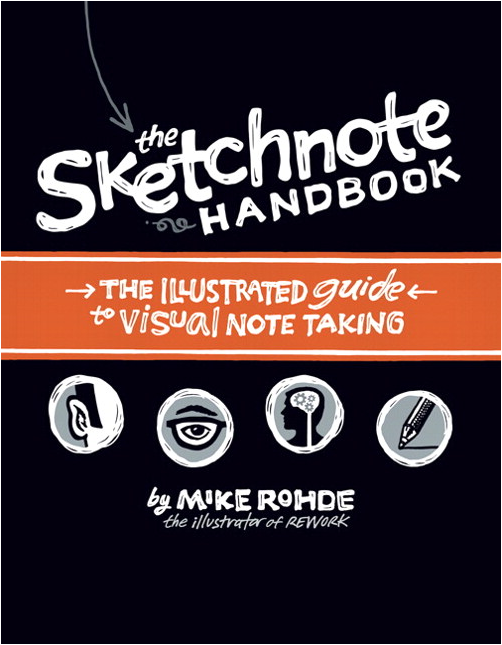 the
Sketchnote
HANDBOOK
THE ILLUSTRATED guide
to visual NOTE TAKING
by MIKE ROHDE
the illustrator of REWORK